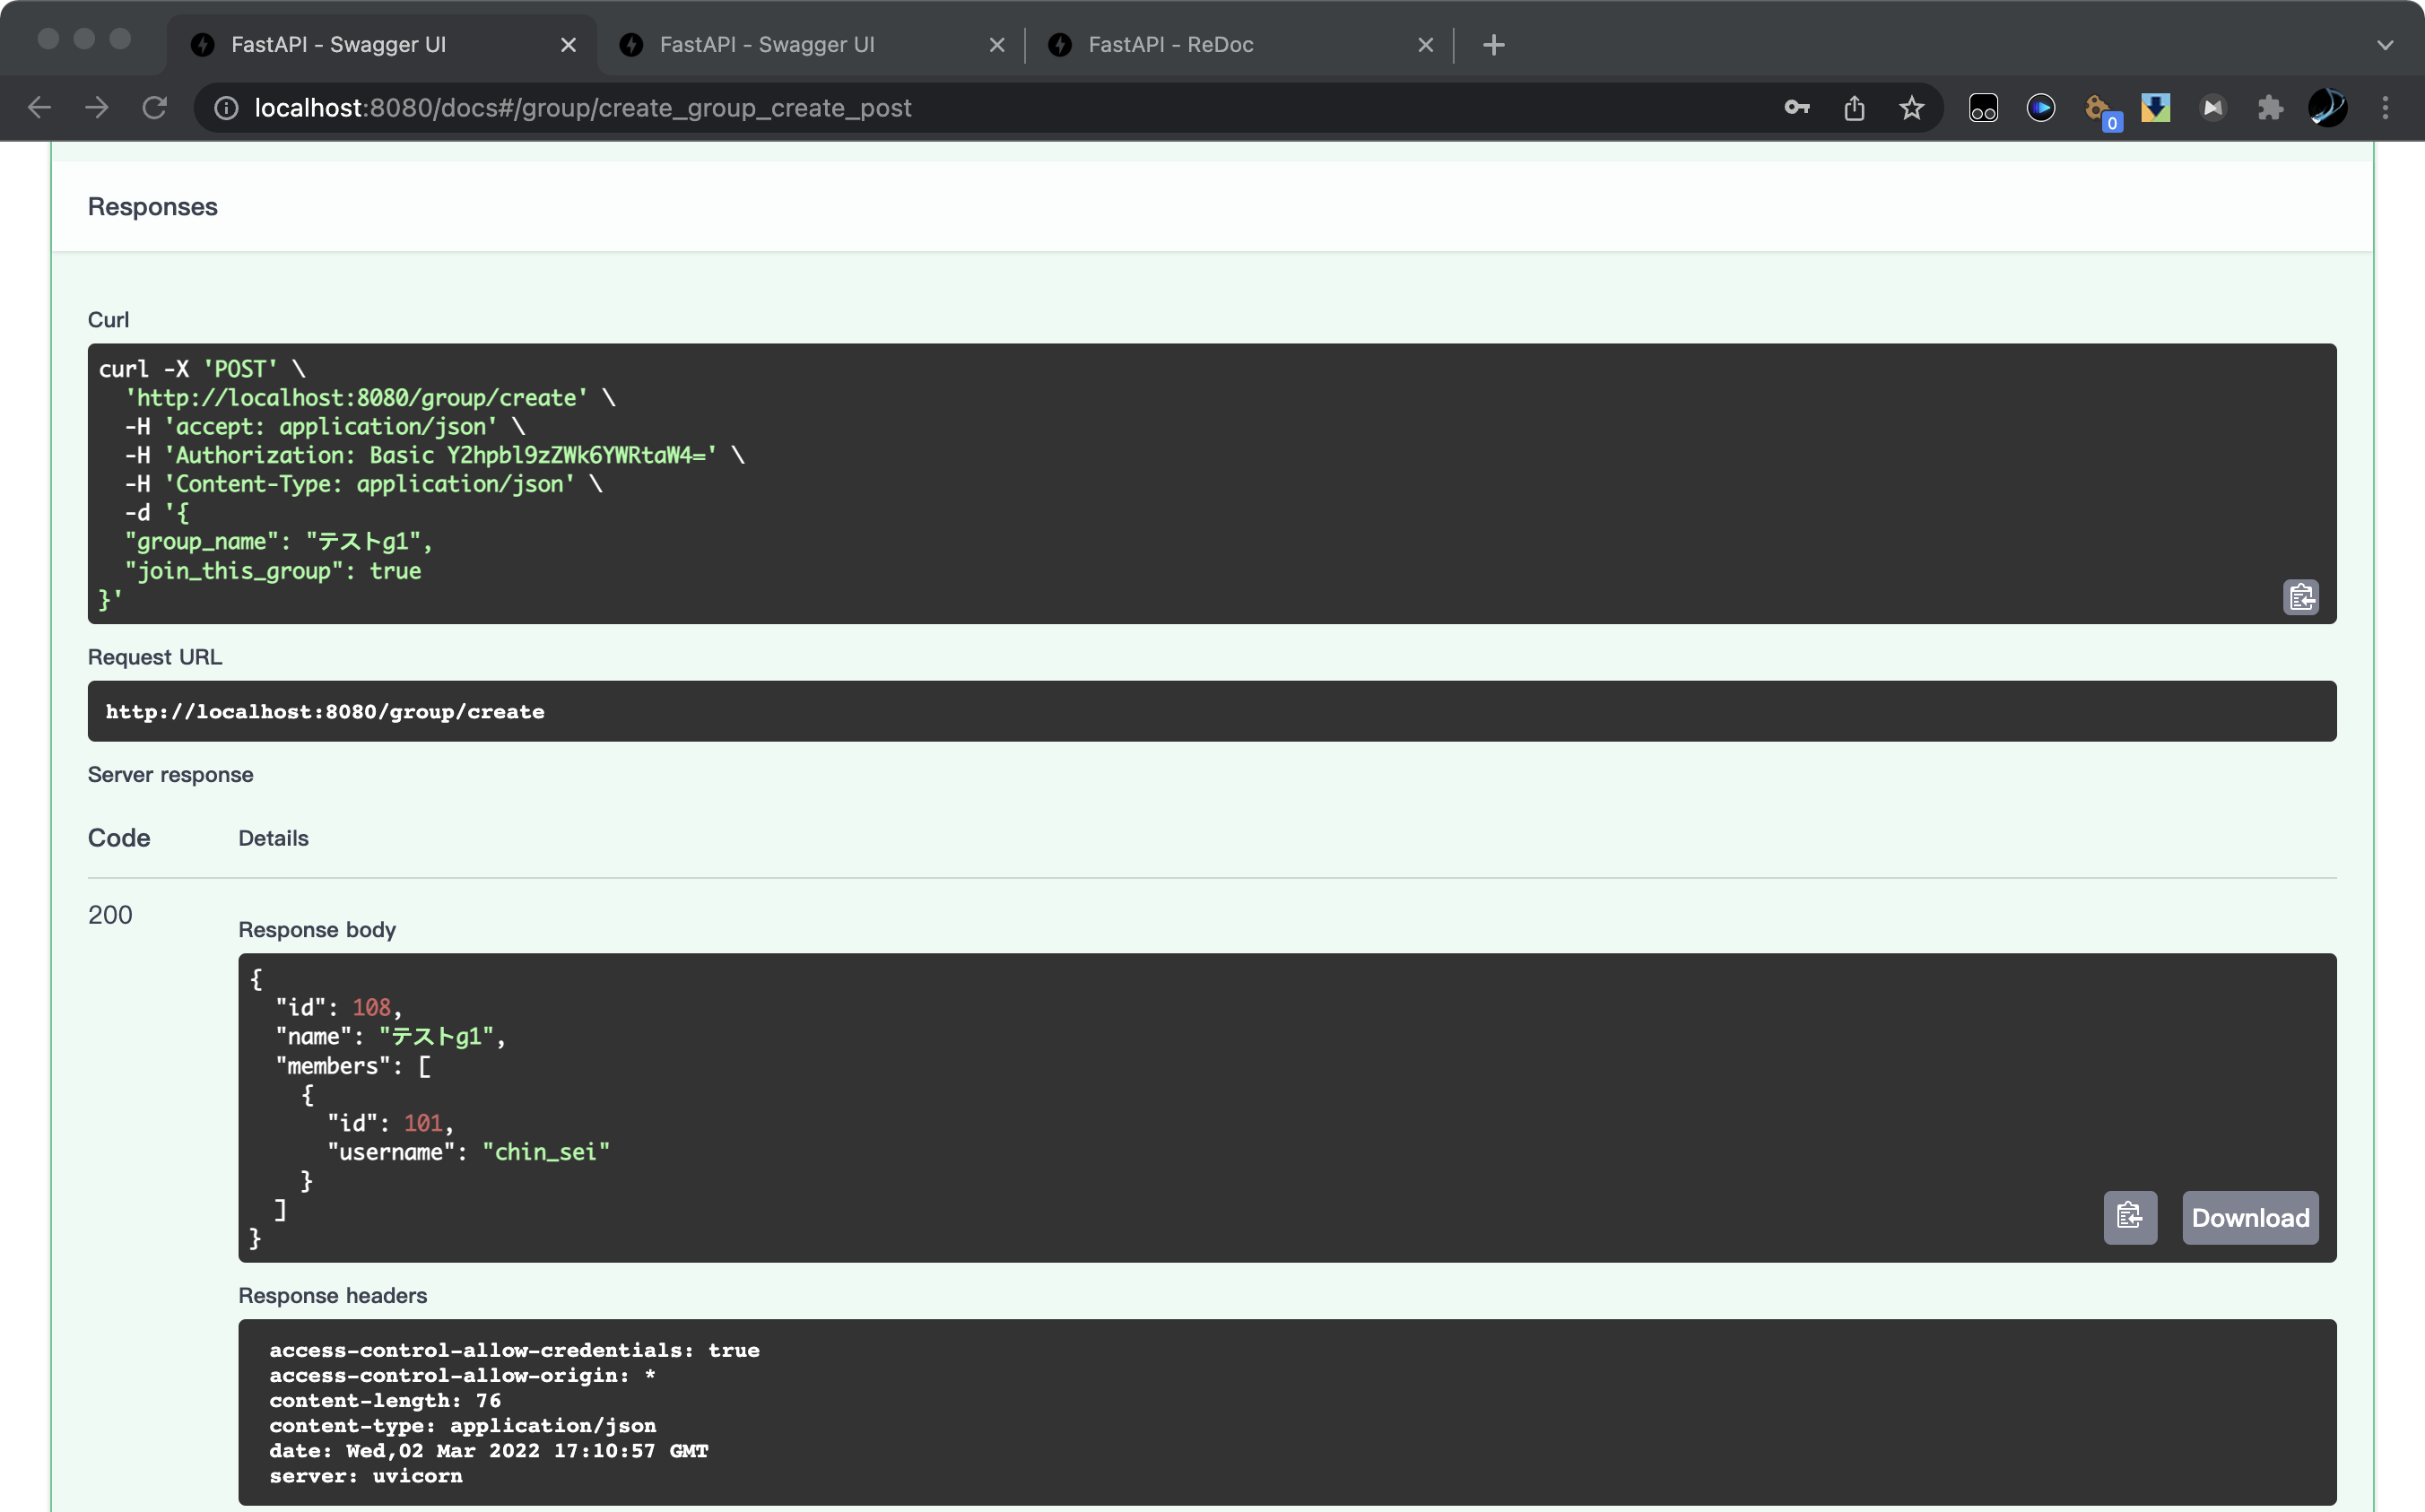 FastAPI - Swagger UI
FastAPI - Swagger UI
FastAPI - ReDoc
localhost:8080/docs#/group/create_group_create_post
0
Responses
Curl
curl -X 'POST' \
  'http://localhost:8080/group/create' \
  -H 'accept: application/json' \
  -H 'Authorization: Basic Y2hpbl9zZWk6YWRtaW4=' \
  -H 'Content-Type: application/json' \
  -d '{
  "group_name": "テストg1",
  "join_this_group": true
}'
Request URL
http://localhost:8080/group/create
Server response
Code Details
200
Response body
{
  "id": 108,
  "name": "テストg1",
  "members": [
    {
      "id": 101,
      "username": "chin_sei"
    }
  ]
}
Download
Response headers
access-control-allow-credentials: true
access-control-allow-origin: *
content-length: 76
content-type: application/json
date: Wed,02 Mar 2022 17:10:57 GMT
server: uvicorn